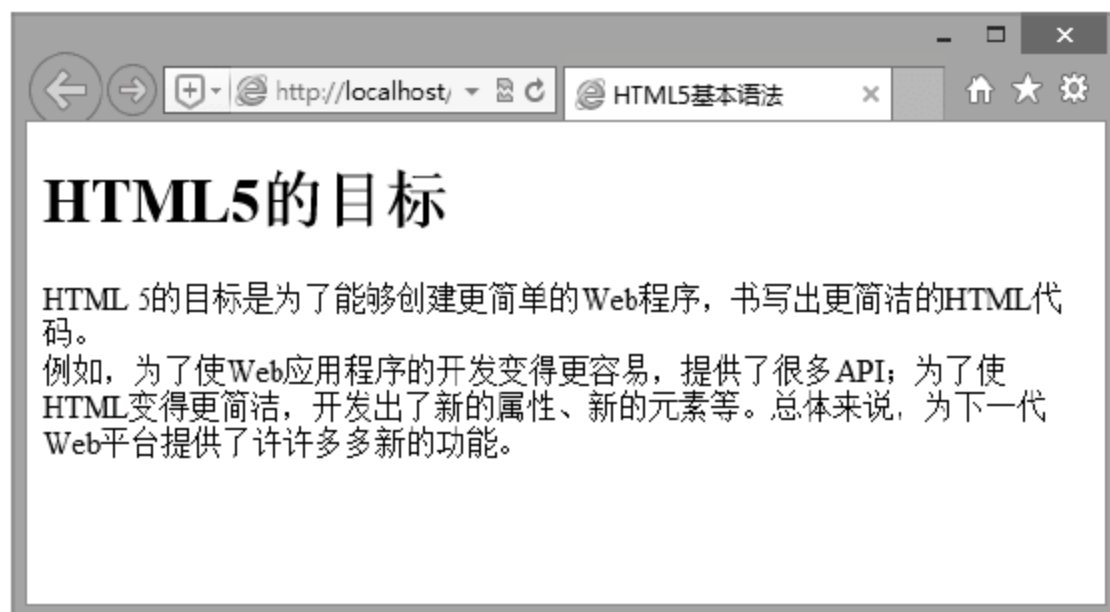 http://localhost/
HTML5基本语法
HTML5的目标
HTML 5的目标是为了能够创建更简单的Web程序，书写出更简洁的HTML代
码。
例如，为了使Web应用程序的开发变得更容易，提供了很多API；为了使
HTML变得更简洁，开发出了新的属性、新的元素等。总体来说，为下一代
Web平台提供了许许多多新的功能。